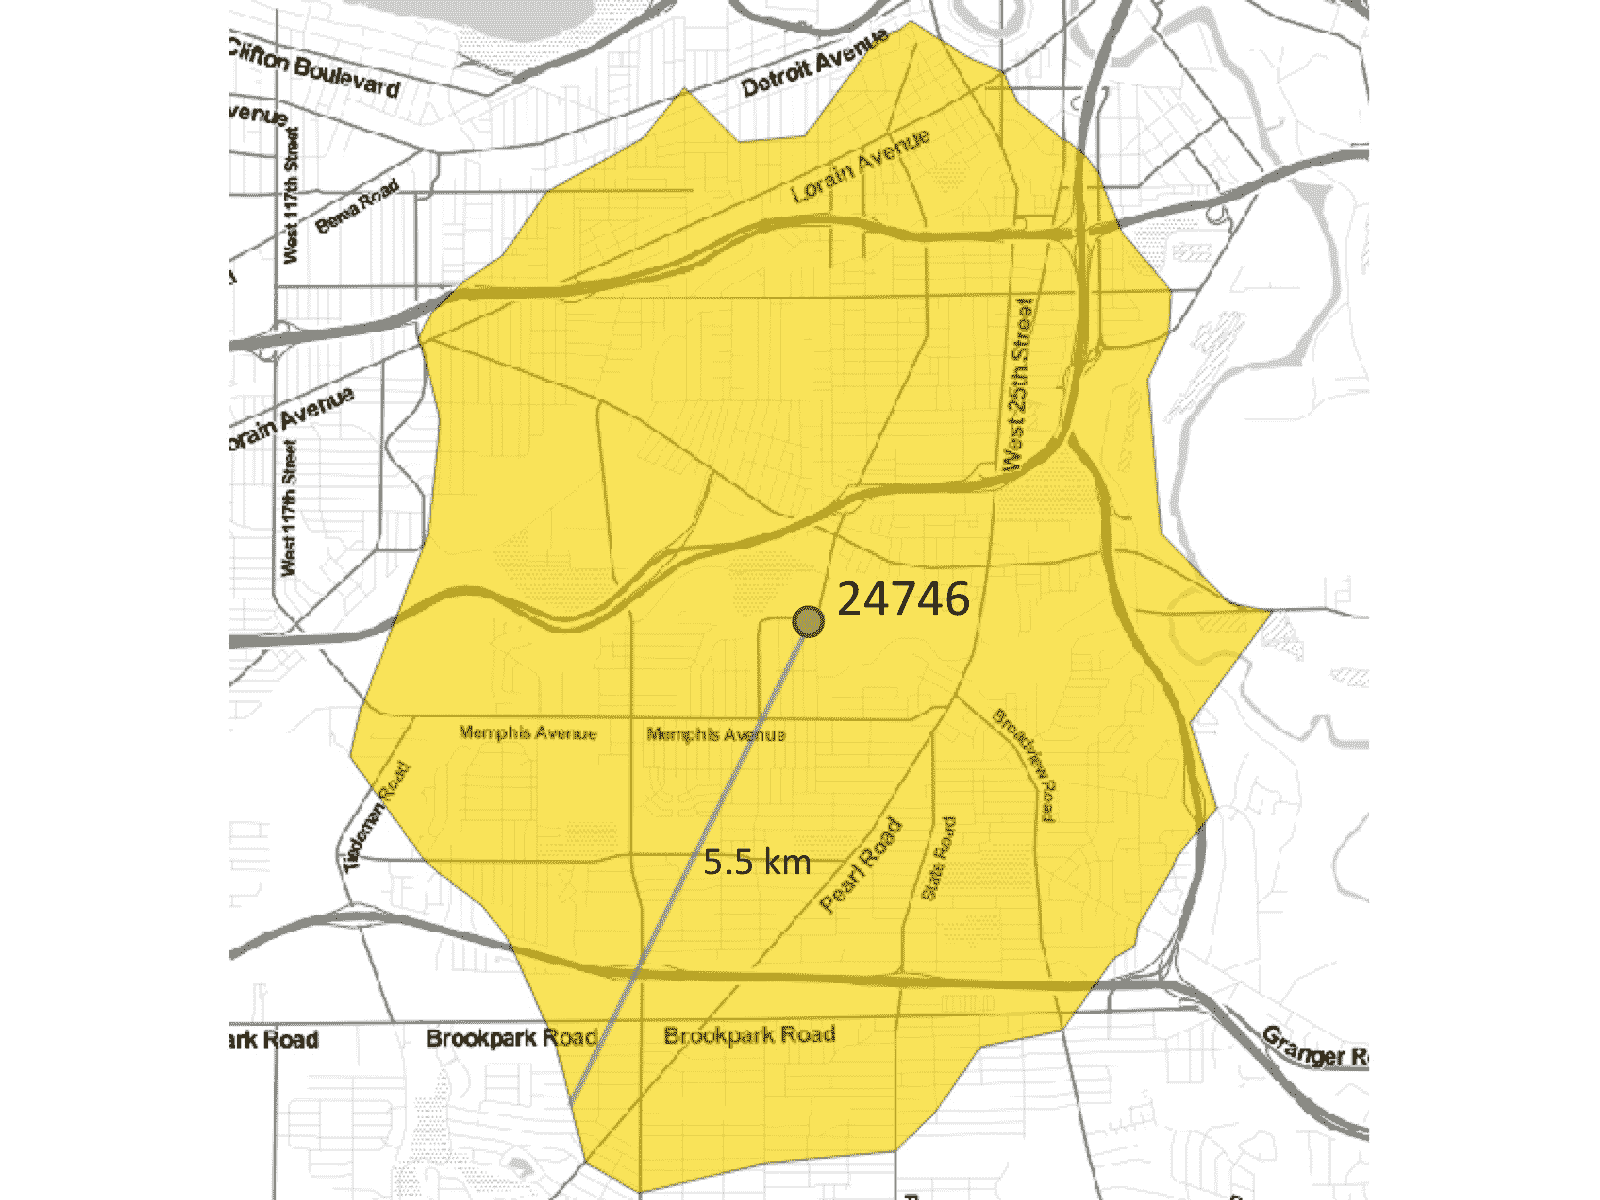 Clifton Boulevard
Detroit Avenue
venue
West 117th Street
Berea Road
Lorain Avenue
West 25th Street
orain Avenue
West 117th Street
24746
Memphis Avenue
Memphis Avenue
Broadview Road
Tiedeman Road
5.5 km
Pearl Road
State Road
ark Road
Brookpark Road
Brookpark Road
Granger R